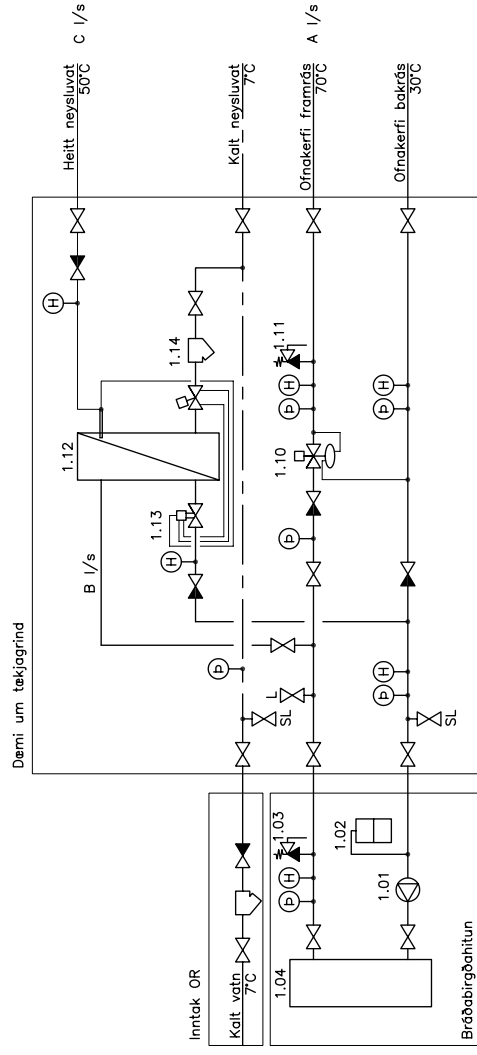 Dæmi um tækjagrind
Heitt neysluvatn C l/s
50°C
Kalt neysluvatn
7°C
Ofnakerfi framrás A l/s
70°C
Ofnakerfi bakrás
30°C
H
1.12
1.14
B l/s
1.13
H
1.11
Þ
H
1.10
Þ
Þ
H
Þ
L
SL
Þ
H
SL
Inntak OR
Kalt vatn
7°C
1.03
Þ
H
1.02
1.01
1.04
Bráðabirgðahitun